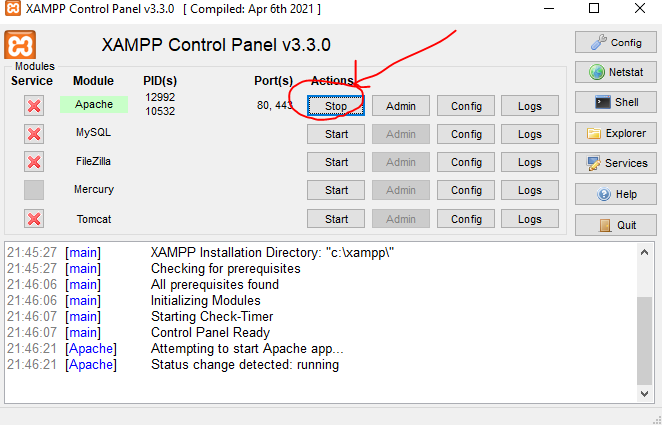 XAMPP Control Panel v3.3.0 [ Compiled: Apr 6th 2021 ]
XAMPP Control Panel v3.3.0
Config
Netstat
Shell
Explorer
Services
Help
Quit
Modules
Service Module PID(s) Port(s) Actions
Apache 12992 10532 80, 443 Stop Admin Config Logs
MySQL Start Admin Config Logs
FileZilla Start Admin Config Logs
Mercury Start Admin Config Logs
Tomcat Start Admin Config Logs
21:45:27 [main] XAMPP Installation Directory: "c:\xampp\"
21:45:27 [main] Checking for prerequisites
21:46:06 [main] All prerequisites found
21:46:06 [main] Initializing Modules
21:46:07 [main] Starting Check-Timer
21:46:07 [main] Control Panel Ready
21:46:21 [Apache] Attempting to start Apache app...
21:46:21 [Apache] Status change detected: running